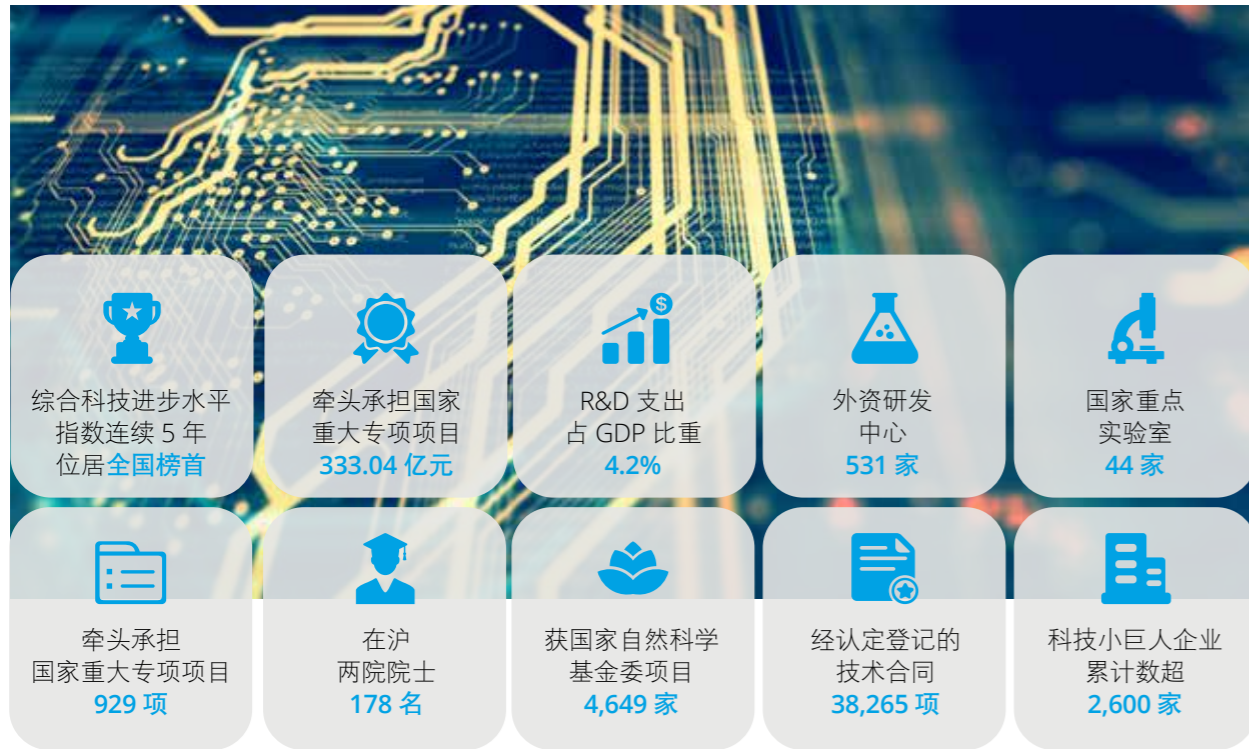 综合科技进步水平
指数连续 5 年
位居全国榜首
牵头承担国家
重大专项项目
333.04 亿元
R&D 支出
占 GDP 比重
4.2%
外资研发
中心
531 家
国家重点
实验室
44 家
牵头承担
国家重大专项项目
929 项
在沪
两院院士
178 名
获国家自然科学
基金委项目
4,649 家
经认定登记的
技术合同
38,265 项
科技小巨人企业
累计数超
2,600 家